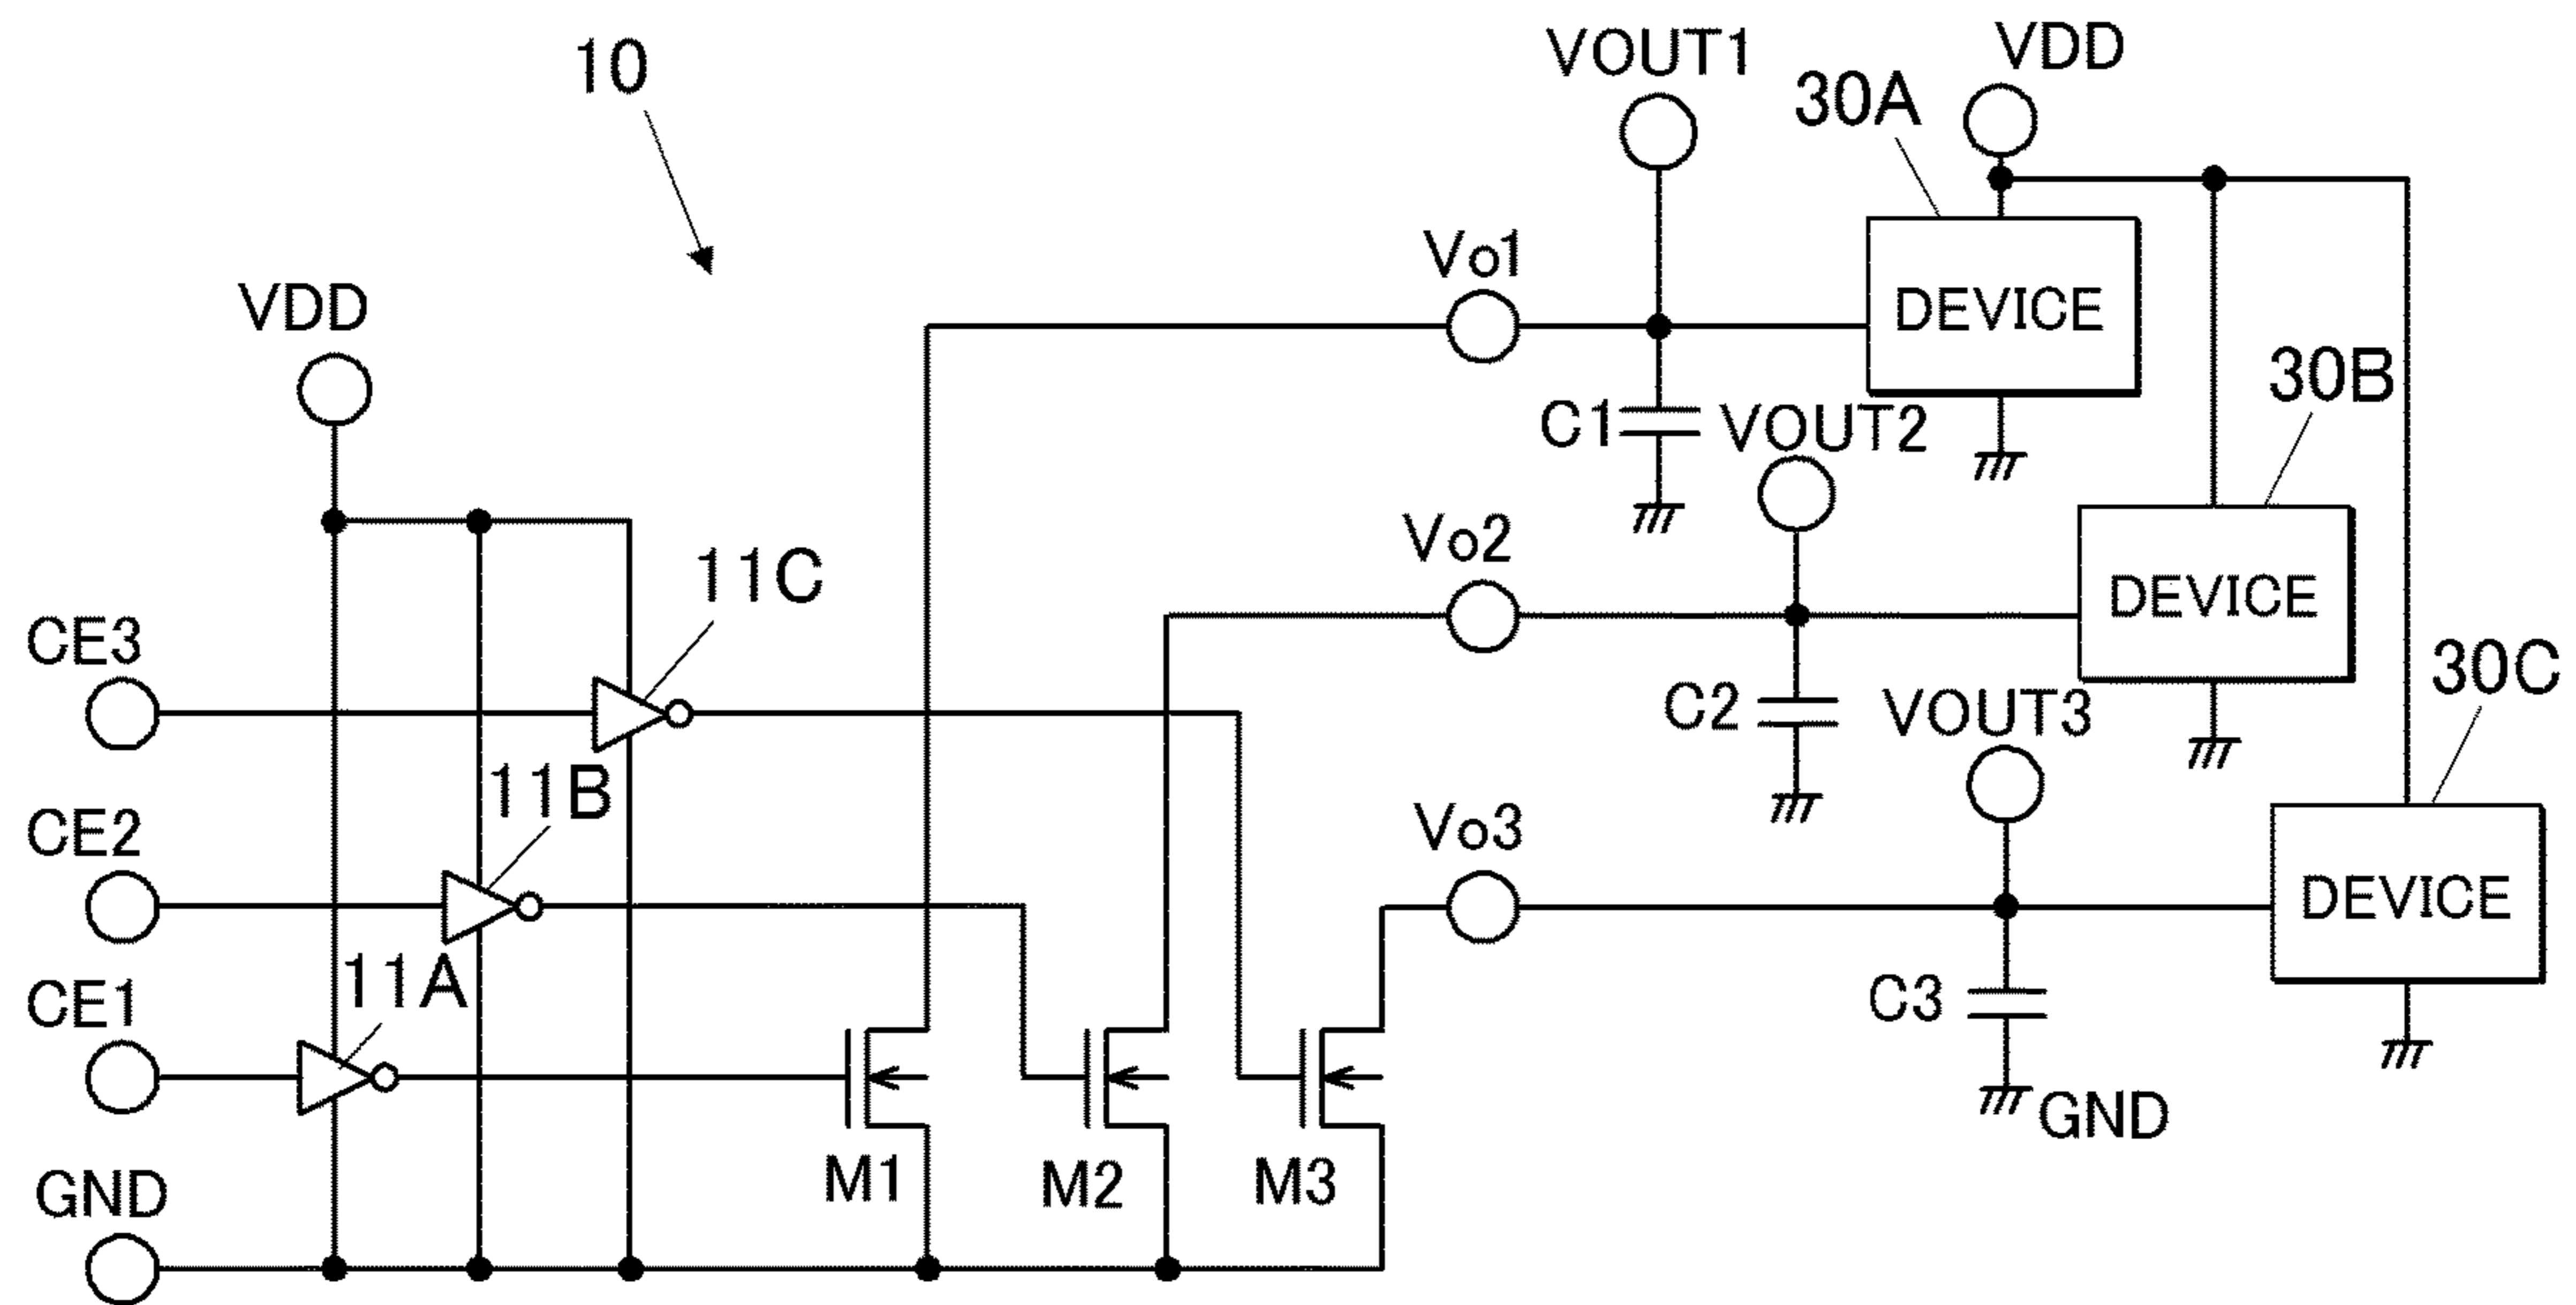 10
VOUT1
VDD
30A
Vo1
DEVICE
VDD
30B
C1
VOUT2
Vo2
11C
DEVICE
CE3
30C
C2
VOUT3
11B
CE2
Vo3
DEVICE
11A
CE1
C3
GND
M1
M2
M3
GND